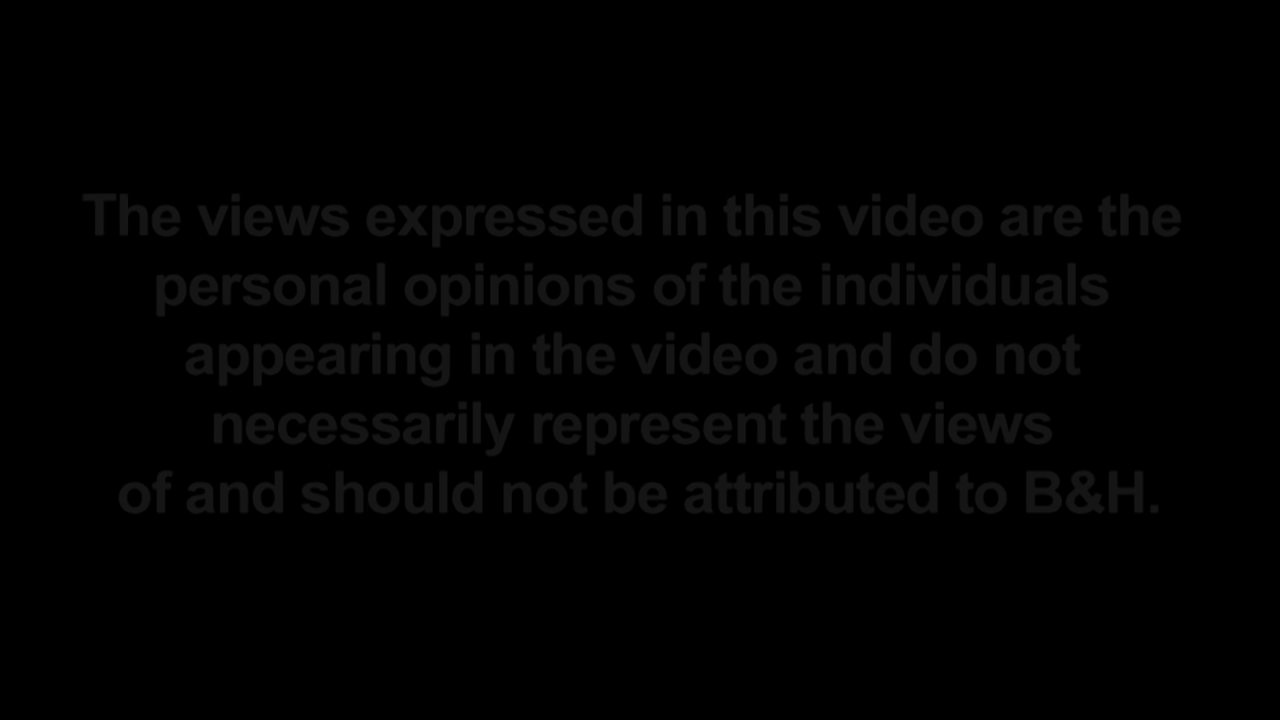 The views expressed in this video are the
personal opinions of the individuals
appearing in the video and do not
necessarily represent the views
of and should not be attributed to B&H.